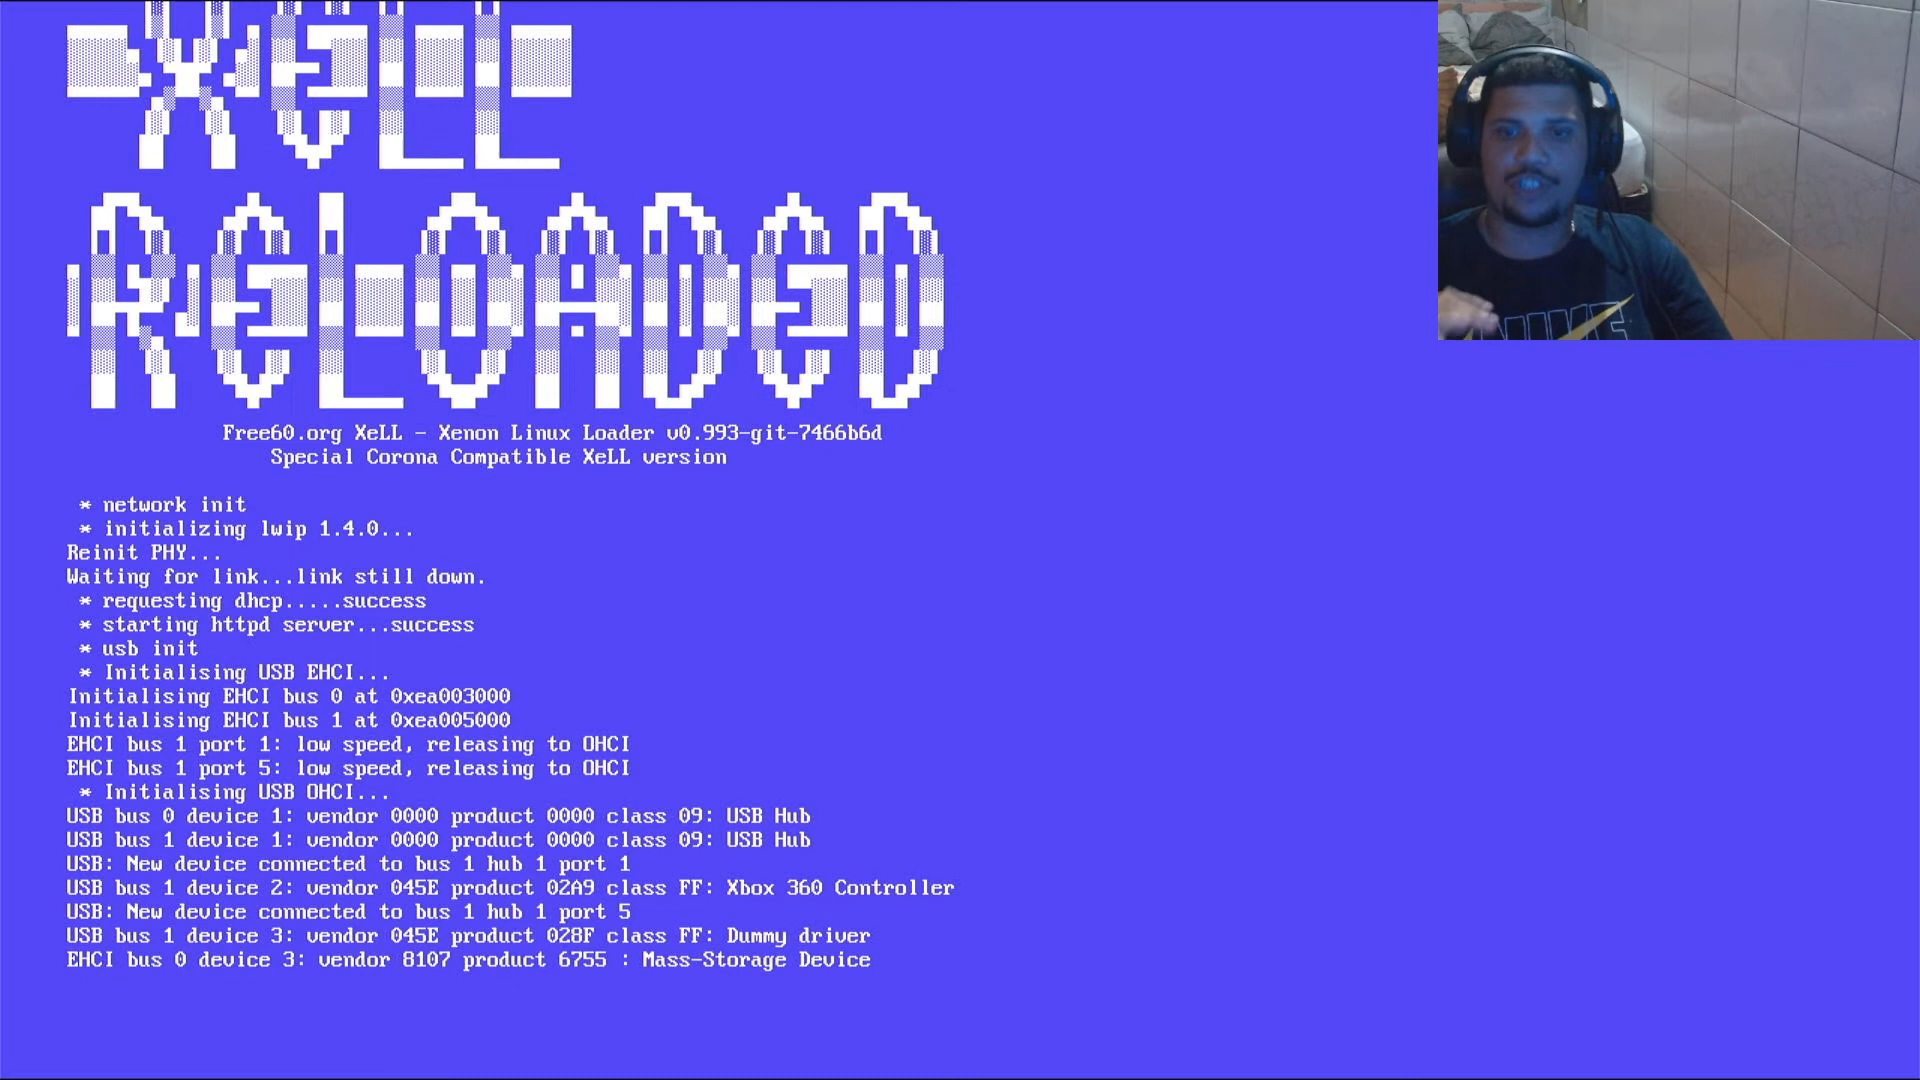 XeLL
ReLOADeD
Free60.org XeLL - Xenon Linux Loader v0.993-git-7466b6d
Special Corona Compatible XeLL version
* network init
* initializing lwip 1.4.0...
Reinit PHY...
Waiting for link...link still down.
* requesting dhcp.....success
* starting httpd server...success
* usb init
* Initialising USB EHCI...
Initialising EHCI bus 0 at 0xea003000
Initialising EHCI bus 1 at 0xea005000
EHCI bus 1 port 1: low speed, releasing to OHCI
EHCI bus 1 port 5: low speed, releasing to OHCI
* Initialising USB OHCI...
USB bus 0 device 1: vendor 0000 product 0000 class 09: USB Hub
USB bus 1 device 1: vendor 0000 product 0000 class 09: USB Hub
USB: New device connected to bus 1 hub 1 port 1
USB bus 1 device 2: vendor 045E product 02A9 class FF: Xbox 360 Controller
USB: New device connected to bus 1 hub 1 port 5
USB bus 1 device 3: vendor 045E product 028F class FF: Dummy driver
EHCI bus 0 device 3: vendor 8107 product 6755 : Mass-Storage Device